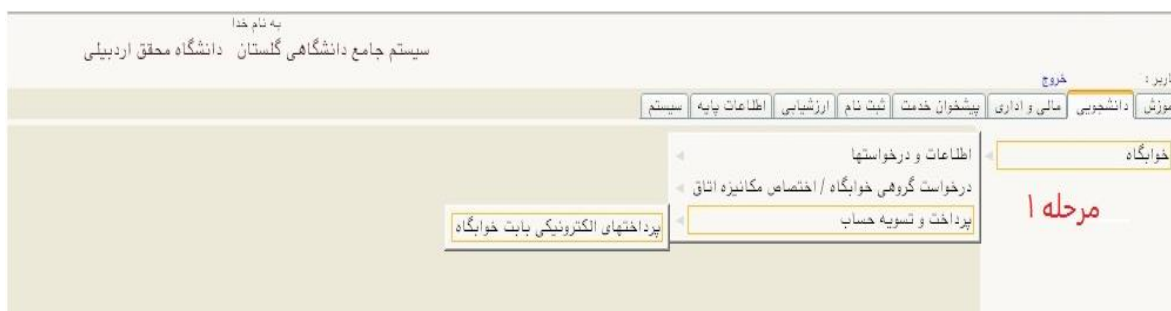 به نام خدا
سیستم جامع دانشگاهی گلستان دانشگاه محقق اردبیلی
اربر :
خروج
موزش دانشجویی مالی و اداری پیشخوان خدمت ثبت نام ارزشیابی اطلاعات پایه سیستم
خوابگاه
اطلاعات و درخواستها
درخواست گروهی خوابگاه / اختصاص مکانیزه اتاق
پرداخت و تسویه حساب
پرداختهای الکترونیکی بابت خوابگاه
مرحله ۱